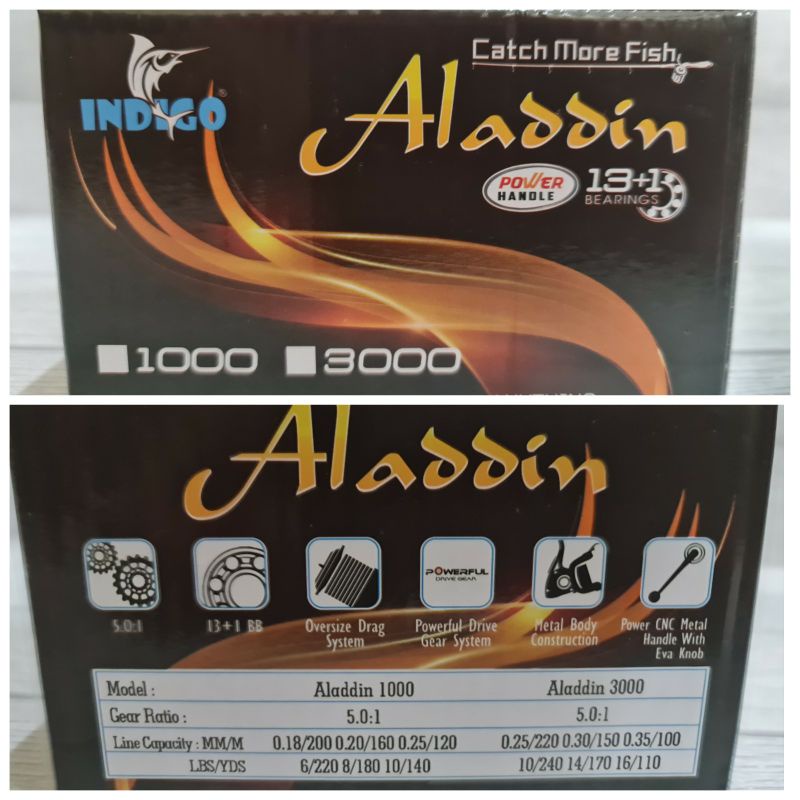 Catch More Fish
INDIGO®
Aladdin
POWER HANDLE
13+1 BEARINGS
1000 3000
Aladdin
POWERFUL
DRIVE GEAR
5.0:1 13+1 BB Oversize Drag System Powerful Drive Gear System Metal Body Construction Power CNC Metal Handle With Eva Knob
Model : Aladdin 1000 Aladdin 3000
Gear Ratio : 5.0:1 5.0:1
Line Capacity : MM/M 0.18/200 0.20/160 0.25/120 0.25/220 0.30/150 0.35/100
LBS/YDS 6/220 8/180 10/140 10/240 14/170 16/110